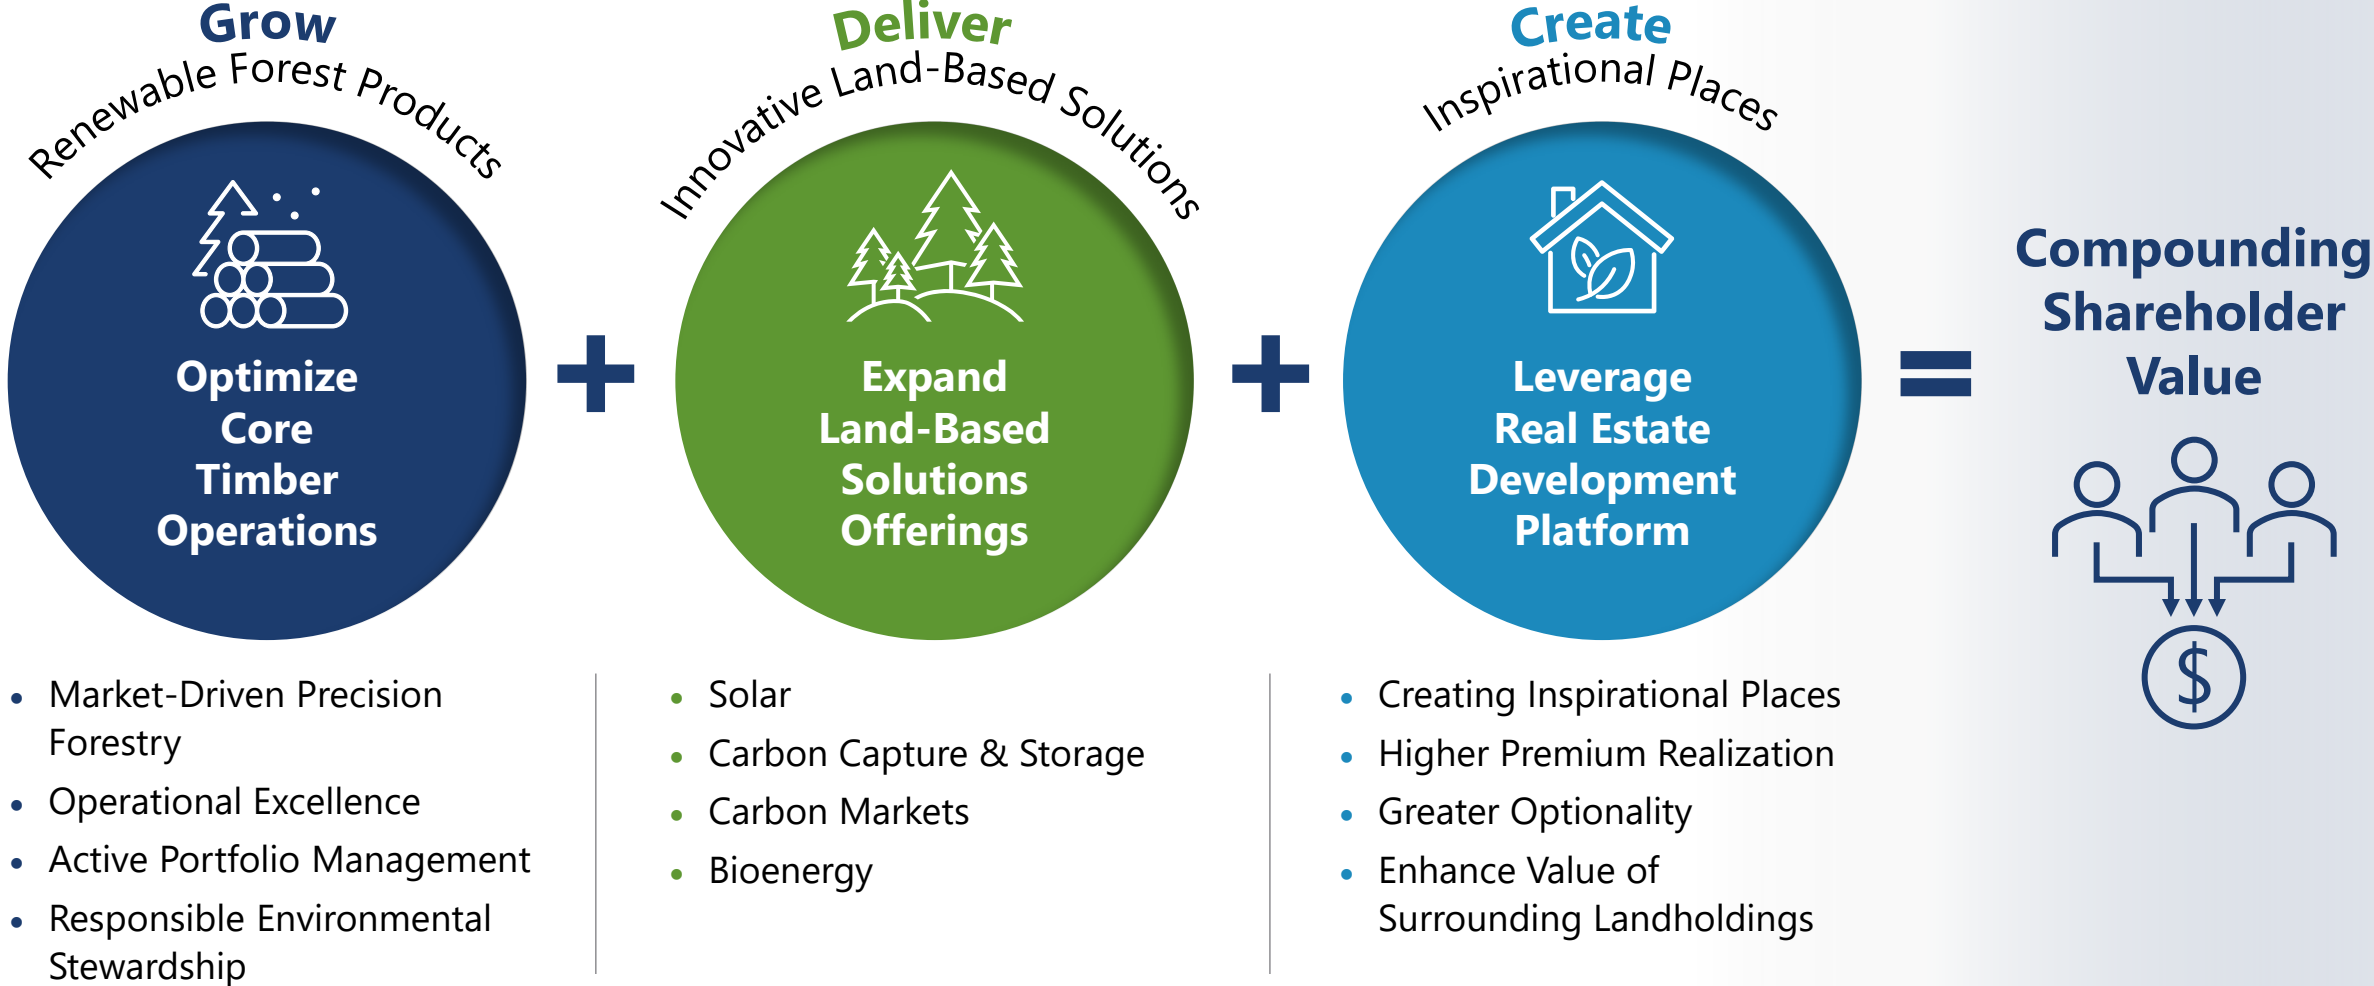 Grow
Renewable Forest Products
Optimize
Core
Timber
Operations
• Market-Driven Precision
Forestry
• Operational Excellence
• Active Portfolio Management
• Responsible Environmental
Stewardship
+
Deliver
Innovative Land-Based Solutions
Expand
Land-Based
Solutions
Offerings
• Solar
• Carbon Capture & Storage
• Carbon Markets
• Bioenergy
+
Create
Inspirational Places
Leverage
Real Estate
Development
Platform
• Creating Inspirational Places
• Higher Premium Realization
• Greater Optionality
• Enhance Value of
Surrounding Landholdings
=
Compounding
Shareholder
Value
$